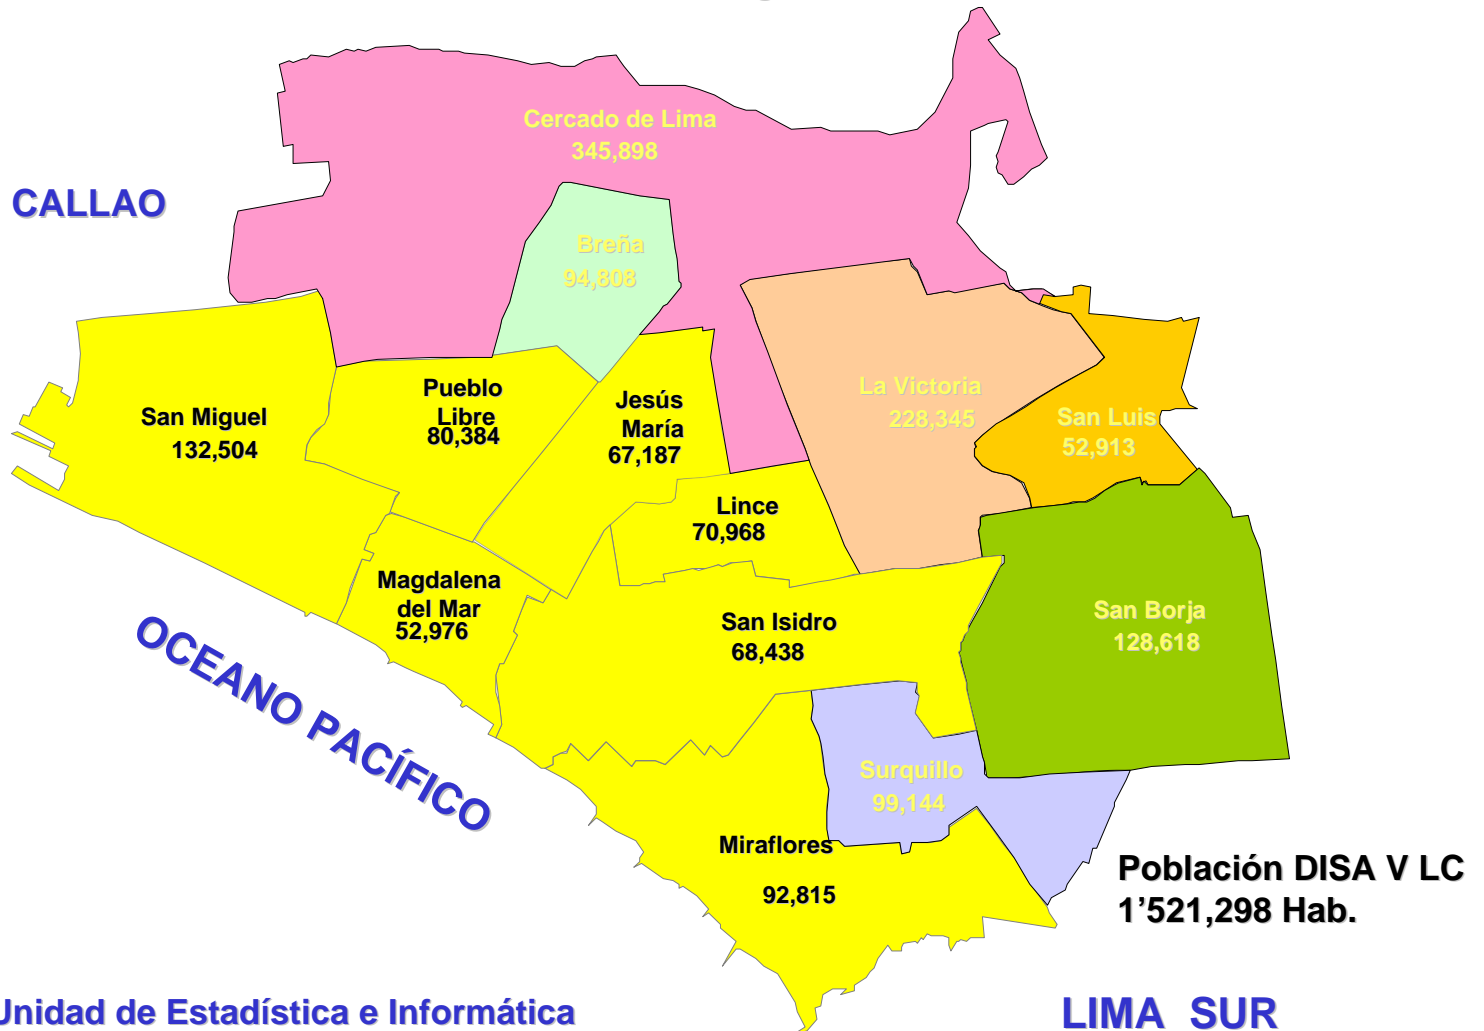 Cercado de Lima
345,898
CALLAO
Breña
94,808
San Miguel
132,504
Pueblo
Libre
80,384
Jesús
María
67,187
La Victoria
228,345
San Luis
52,913
Lince
70,968
Magdalena
del Mar
52,976
San Isidro
68,438
San Borja
128,618
OCEANO PACÍFICO
Surquillo
99,144
Miraflores
92,815
Población DISA V LC
1’521,298 Hab.
Unidad de Estadística e Informática
LIMA SUR